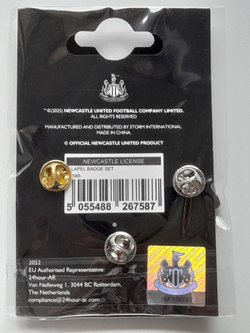 ™©(2025) NEWCASTLE UNITED FOOTBALL COMPANY LIMITED.
ALL RIGHTS RESERVED
MANUFACTURED AND DISTRIBUTED BY STORM INTERNATIONAL
MADE IN CHINA
© OFFICIAL NEWCASTLE UNITED PRODUCT
NEWCASTLE LICENSE
LAPEL BADGE SET
5 055488 267587
2052
EU Authorised Representative:
24hour-AR
Van Nelleweg 1, 3044 BC Rotterdam,
The Netherlands
compliance@24hour-ar.com